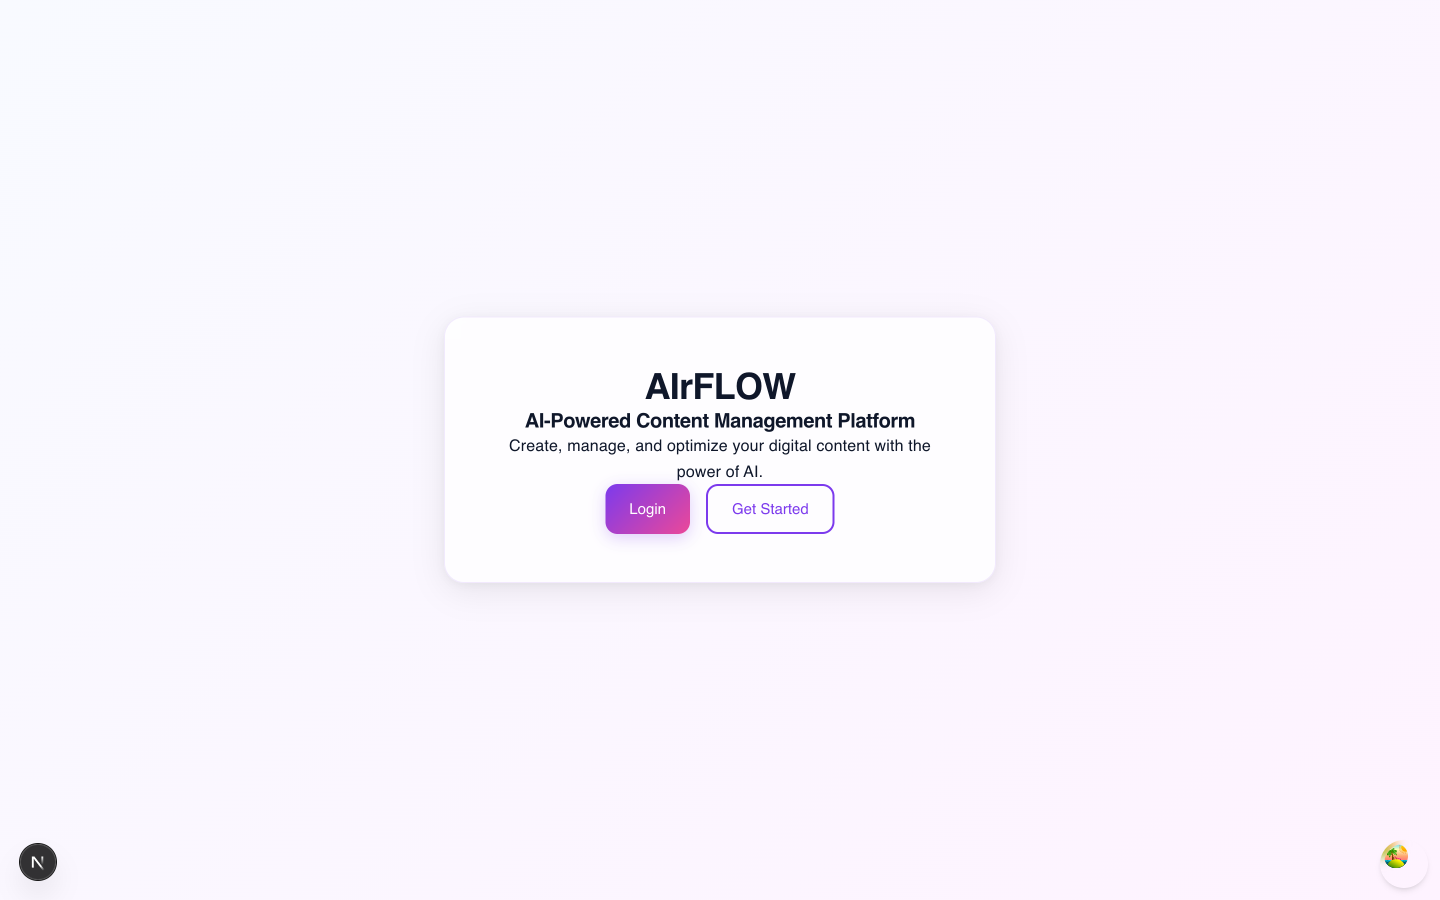 AIrFLOW
AI-Powered Content Management Platform
Create, manage, and optimize your digital content with the
power of AI.
Login
Get Started
N